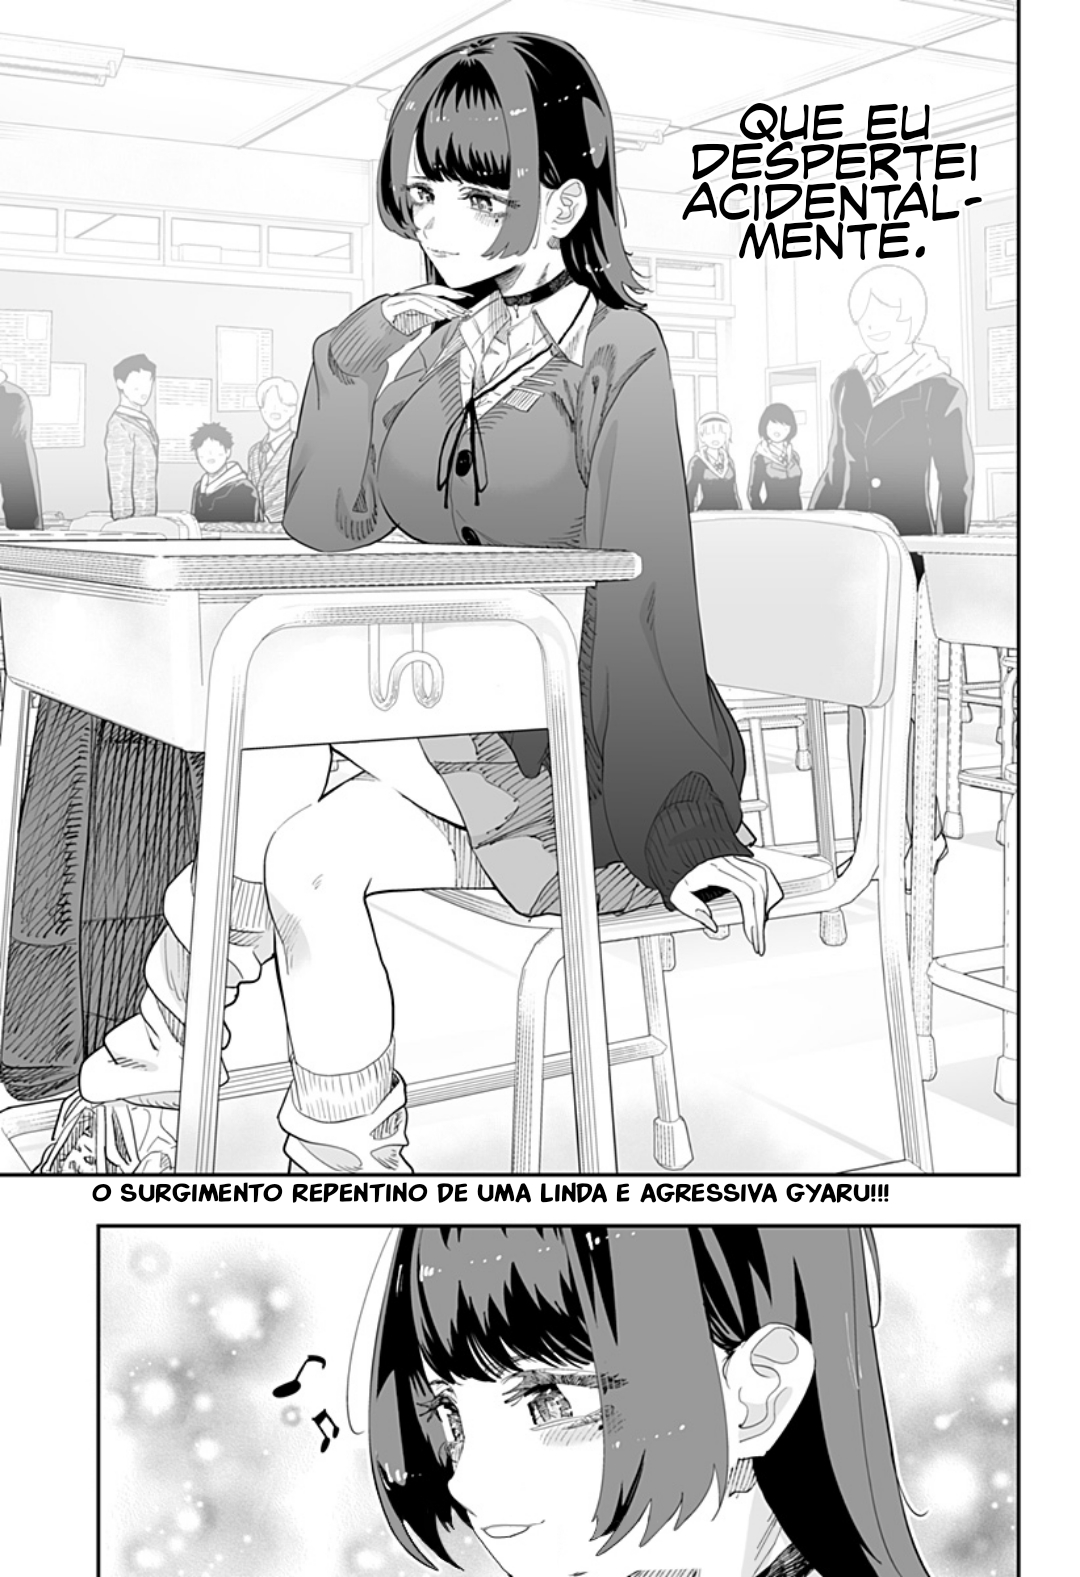 QUE EU
DESPERTEI
ACIDENTAL-
MENTE.
O SURGIMENTO REPENTINO DE UMA LINDA E AGRESSIVA GYARU!!!